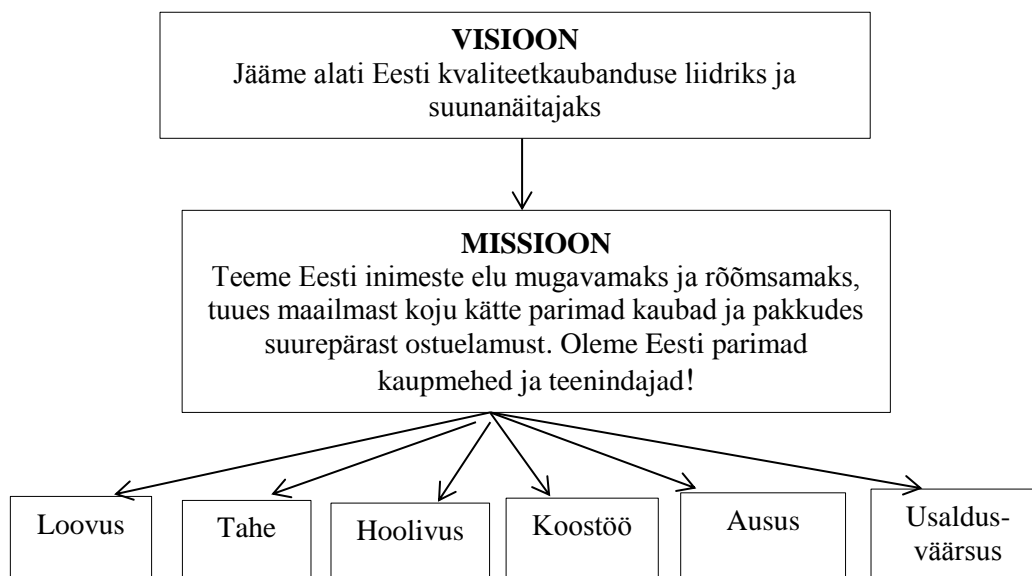 VISIOON
Jääme alati Eesti kvaliteetkaubanduse liidriks ja
suunanäitajaks
MISSIOON
Teeme Eesti inimeste elu mugavamaks ja rõõmsamaks,
tuues maailmast koju kätte parimad kaubad ja pakkudes
suurepärast ostuelamust. Oleme Eesti parimad
kaupmehed ja teenindajad!
Loovus
Tahe
Hoolivus
Koostöö
Ausus
Usaldus-
väärsus